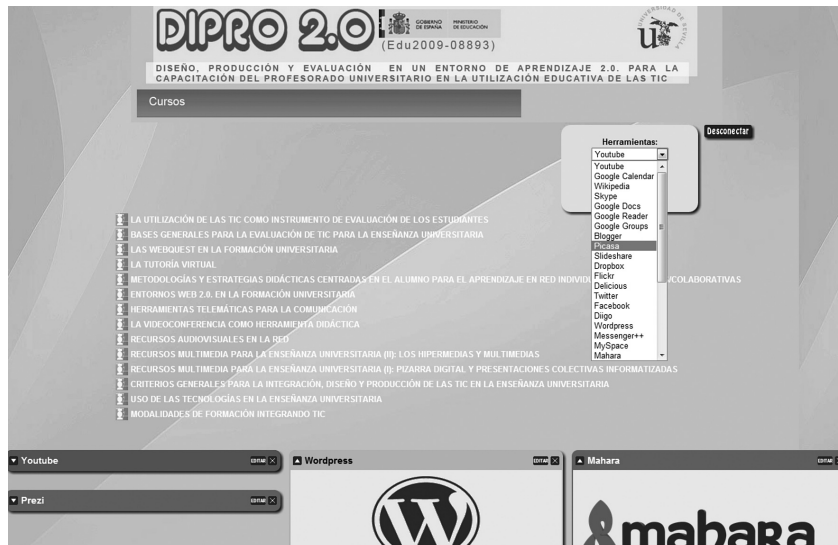 DIPRO 2.0
GOBIERNO DE ESPAÑA
MINISTERIO DE EDUCACIÓN
(Edu2009-08893)
UNIVERSIDAD DE SEVILLA
DISEÑO, PRODUCCIÓN Y EVALUACIÓN EN UN ENTORNO DE APRENDIZAJE 2.0. PARA LA
CAPACITACIÓN DEL PROFESORADO UNIVERSITARIO EN LA UTILIZACIÓN EDUCATIVA DE LAS TIC
Cursos
Desconectar
Herramientas:
Youtube
Youtube
Google Calendar
Wikipedia
Skype
Google Docs
Google Reader
Google Groups
Blogger
Picasa
Slideshare
Dropbox
Flickr
Delicious
Twitter
Facebook
Diigo
Wordpress
Messenger++
MySpace
Mahara
LA UTILIZACIÓN DE LAS TIC COMO INSTRUMENTO DE EVALUACIÓN DE LOS ESTUDIANTES
BASES GENERALES PARA LA EVALUACIÓN DE TIC PARA LA ENSEÑANZA UNIVERSITARIA
LAS WEBQUEST EN LA FORMACIÓN UNIVERSITARIA
LA TUTORÍA VIRTUAL
METODOLOGÍAS Y ESTRATEGIAS DIDÁCTICAS CENTRADAS EN EL ALUMNO PARA EL APRENDIZAJE EN RED /COLABORATIVAS
ENTORNOS WEB 2.0. EN LA FORMACIÓN UNIVERSITARIA
HERRAMIENTAS TELEMÁTICAS PARA LA COMUNICACIÓN
LA VIDEOCONFERENCIA COMO HERRAMIENTA DIDÁCTICA
RECURSOS AUDIOVISUALES EN LA RED
RECURSOS MULTIMEDIA PARA LA ENSEÑANZA UNIVERSITARIA (II): LOS HIPERMEDIAS Y MULTIMEDIAS
RECURSOS MULTIMEDIA PARA LA ENSEÑANZA UNIVERSITARIA (I): PIZARRA DIGITAL Y PRESENTACIONES COLECTIVAS INFORMATIZADAS
CRITERIOS GENERALES PARA LA INTEGRACIÓN, DISEÑO Y PRODUCCIÓN DE LAS TIC EN LA ENSEÑANZA UNIVERSITARIA
USO DE LAS TECNOLOGÍAS EN LA ENSEÑANZA UNIVERSITARIA
MODALIDADES DE FORMACIÓN INTEGRANDO TIC
Youtube EDITAR
Wordpress EDITAR
Mahara EDITAR
Prezi EDITAR
W
mahara